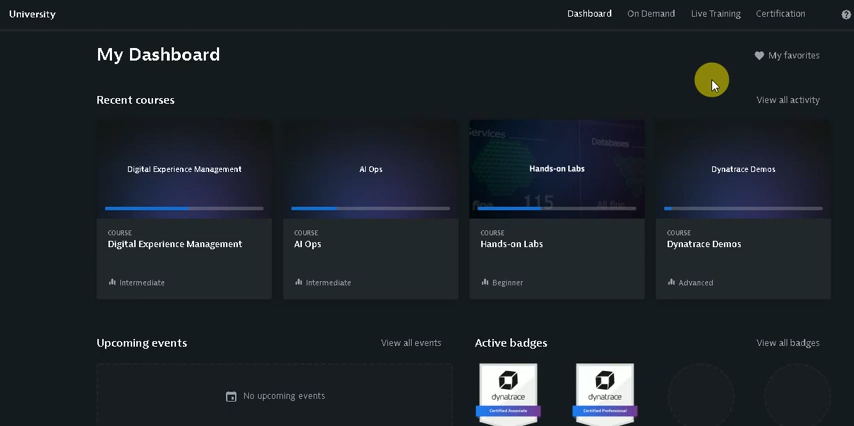 University
Dashboard
On Demand
Live Training
Certification
My Dashboard
My favorites
Recent courses
View all activity
Digital Experience Management
AI Ops
Services
Databases
Hands-on Labs
115
Dynatrace Demos
COURSE
Digital Experience Management
Intermediate
COURSE
AI Ops
Intermediate
COURSE
Hands-on Labs
Beginner
COURSE
Dynatrace Demos
Advanced
Upcoming events
View all events
Active badges
View all badges
No upcoming events
dynatrace
Certified Associate
dynatrace
Certified Professional